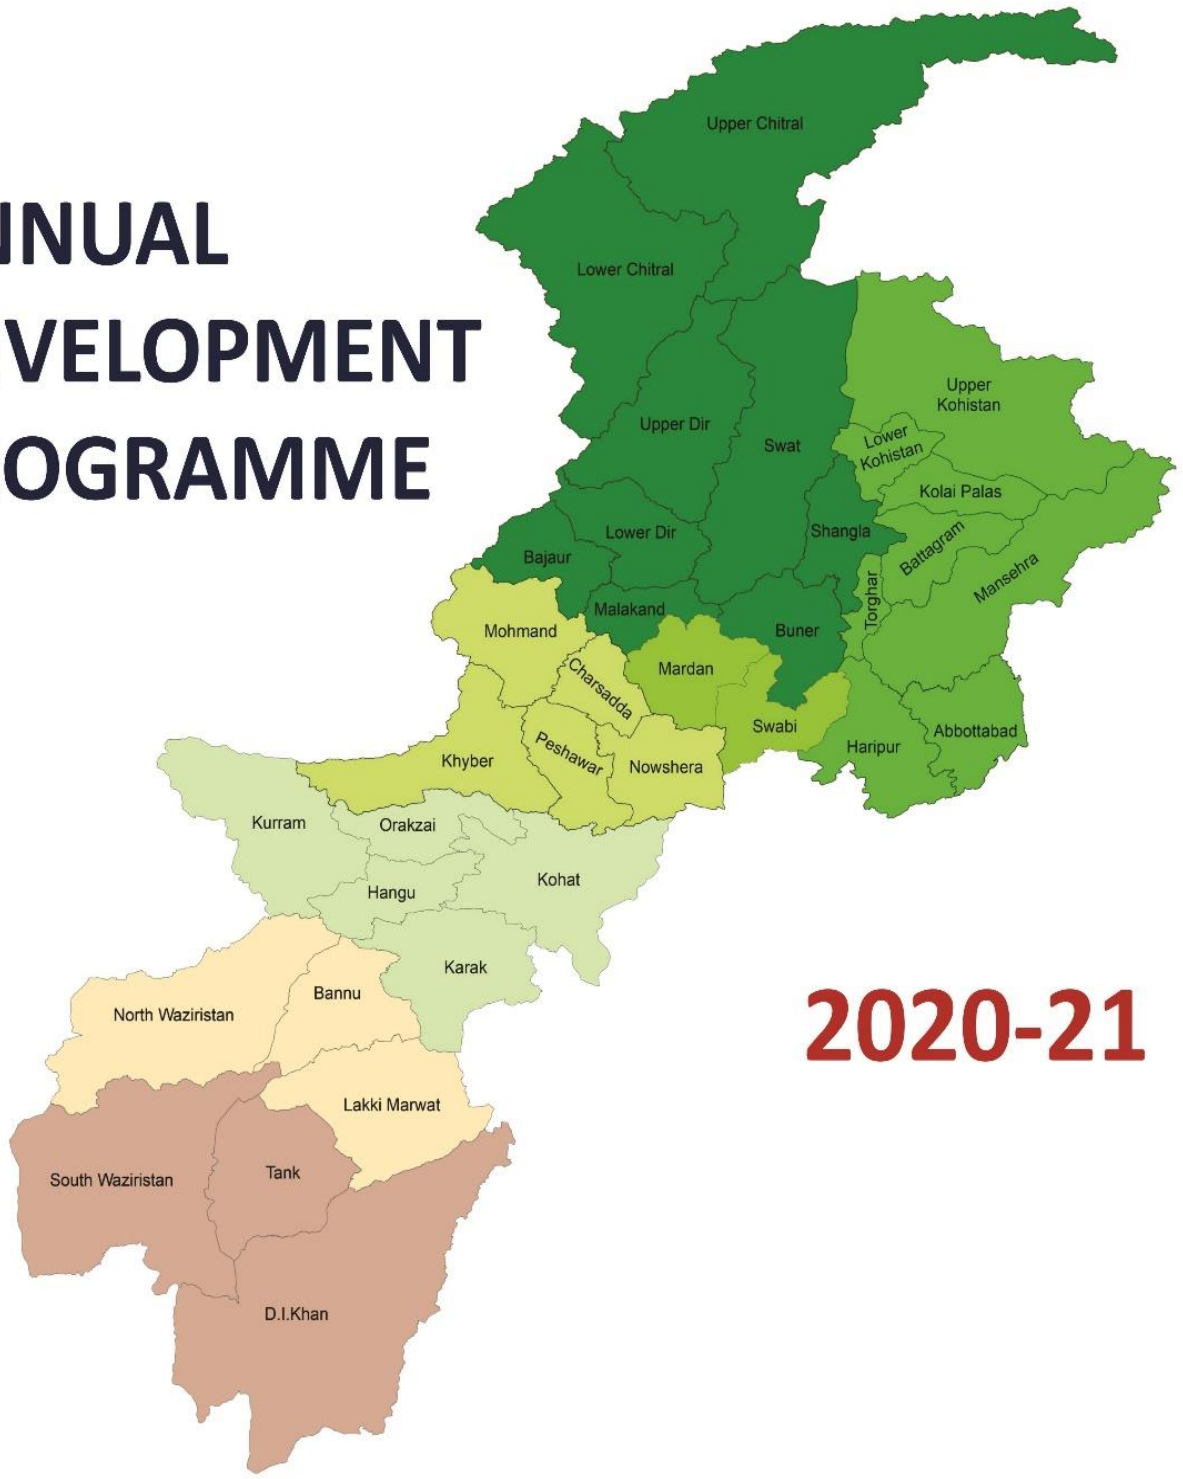 NNUAL
VELOPMENT
OGRAMME
Upper Chitral
Lower Chitral
Upper
Kohistan
Upper Dir
Swat
Lower
Kohistan
Kolai Palas
Lower Dir
Shangla
Battagram
Bajaur
Mansehra
Torghar
Malakand
Mohmand
Buner
Mardan
Charsadda
Swabi
Abbottabad
Haripur
Peshawar
Khyber
Nowshera
Kurram
Orakzai
Kohat
Hangu
Karak
Bannu
North Waziristan
2020-21
Lakki Marwat
Tank
South Waziristan
D.I.Khan